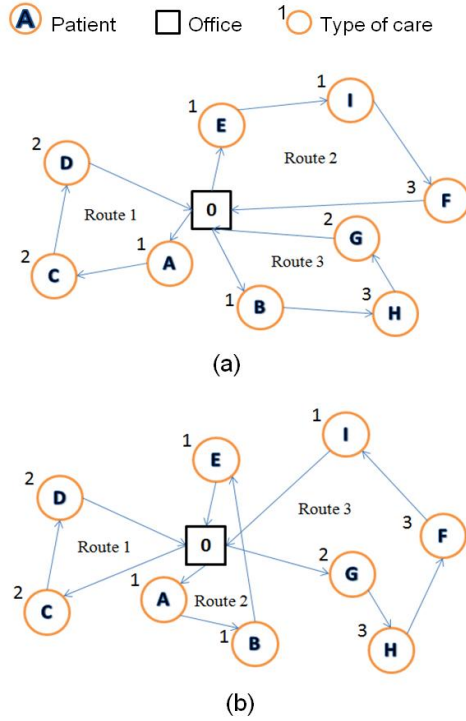 A Patient 0 Office 1 Type of care
1 I
1 E
2 D
Route 2
3 F
0
Route 1
2 G
1 A
Route 3
2 C
1 B
3 H
(a)
1 I
1 E
2 D
Route 3
3 F
0
Route 1
2 G
1 A
Route 2
2 C
1 B
3 H
(b)